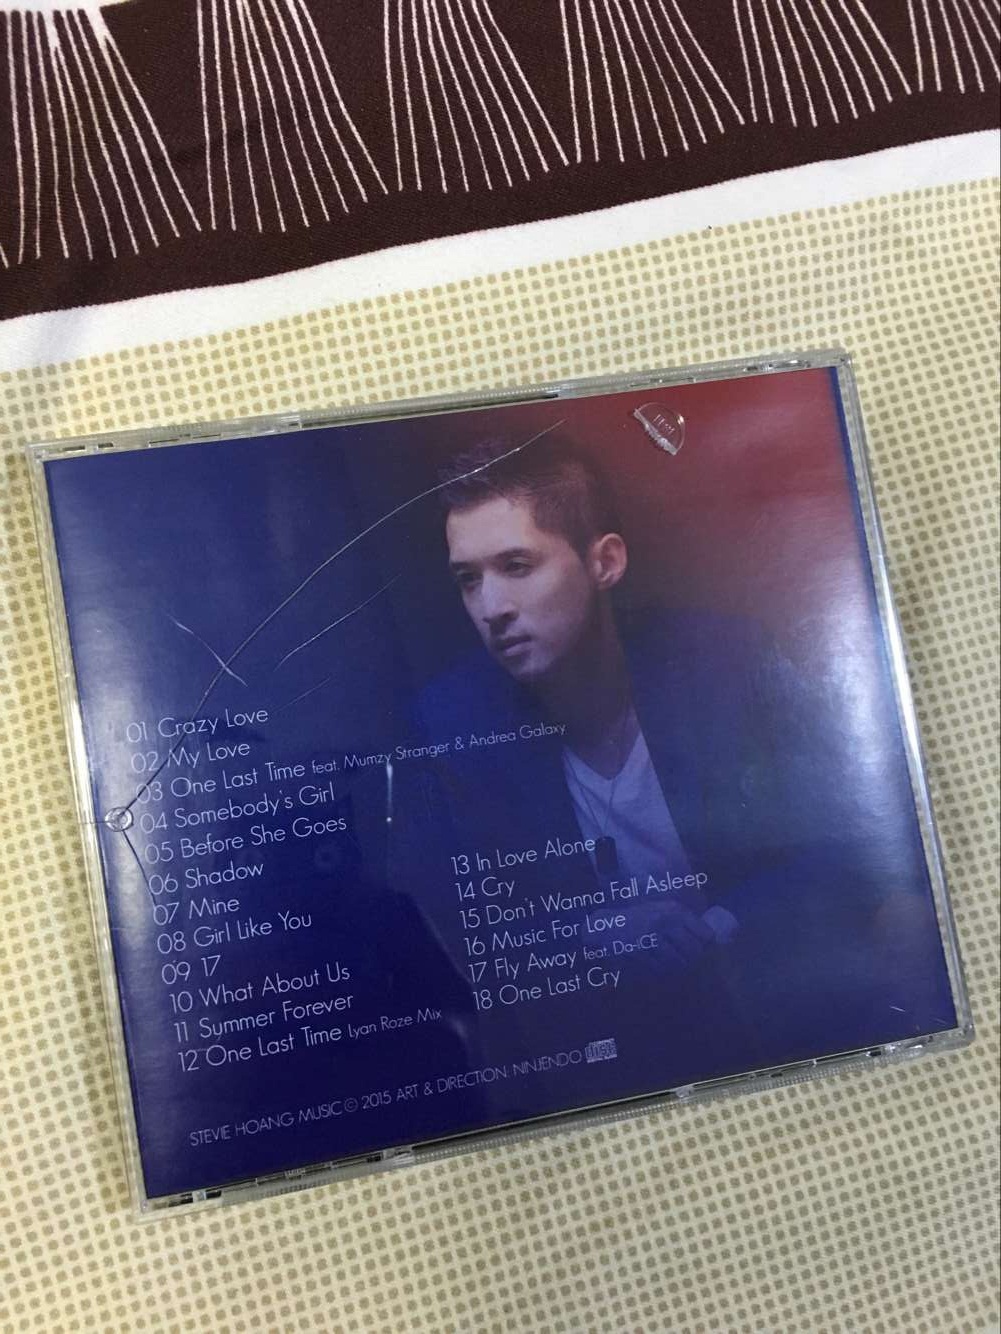 01 Crazy Love
02 My Love
03 One Last Time feat. Mumzy Stranger & Andrea Galaxy
04 Somebody's Girl
05 Before She Goes
06 Shadow
07 Mine
08 Girl Like You
09 17
10 What About Us
11 Summer Forever
12 One Last Time Lyan Roze Mix
13 In Love Alone
14 Cry
15 Don't Wanna Fall Asleep
16 Music For Love
17 Fly Away feat. Da-iCE
18 One Last Cry
STEVIE HOANG MUSIC © 2015 ART & DIRECTION: NINJENDO